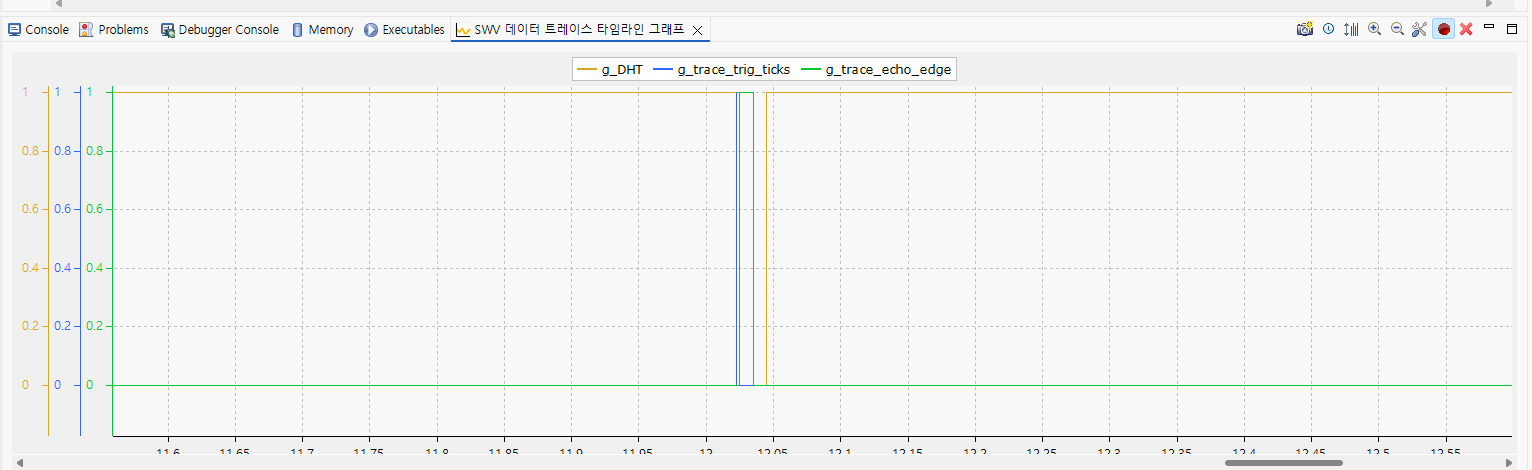 Console Problems Debugger Console Memory Executables SWV 데이터 트레이스 타임라인 그래프
g_DHT g_trace_trig_ticks g_trace_echo_edge
1 1 1
0.8 0.8 0.8
0.6 0.6 0.6
0.4 0.4 0.4
0.2 0.2 0.2
0 0 0
11.6 11.65 11.7 11.75 11.8 11.85 11.9 11.95 12 12.05 12.1 12.15 12.2 12.25 12.3 12.35 12.4 12.45 12.5 12.55